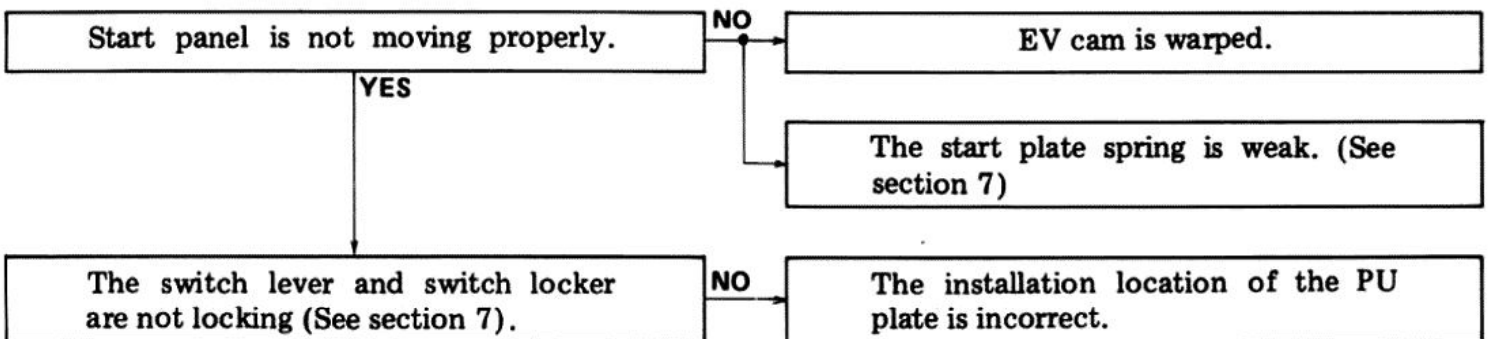 Start panel is not moving properly.
NO
EV cam is warped.
YES
The start plate spring is weak. (See
section 7)
The switch lever and switch locker
are not locking (See section 7).
NO
The installation location of the PU
plate is incorrect.